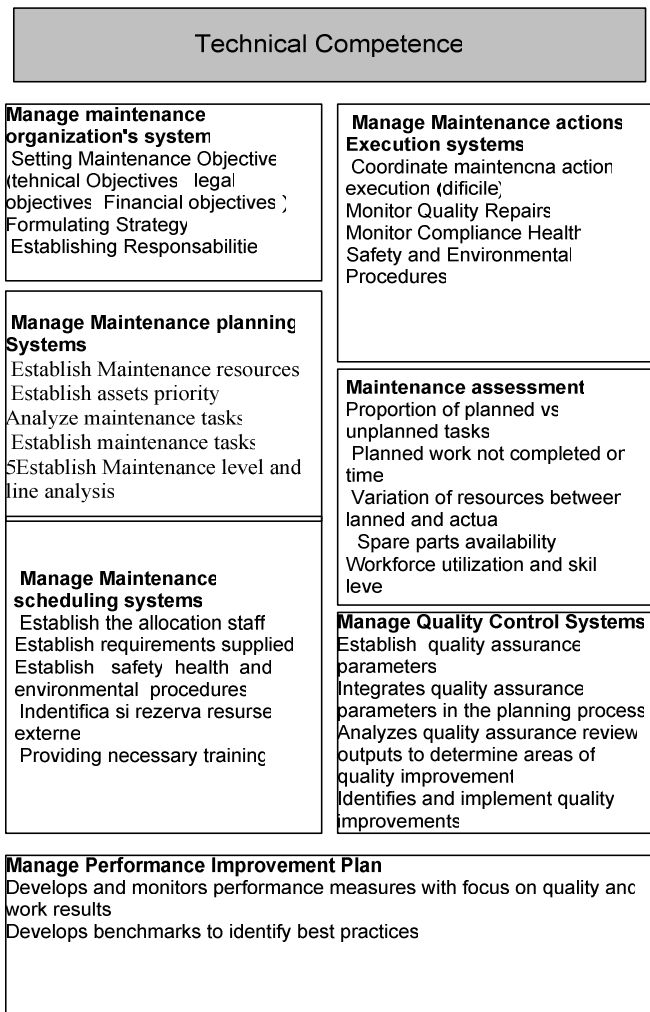 Technical Competence
Manage maintenance
organization's system
Setting Maintenance Objective
(tehnical Objectives legal
objectives Financial objectives )
Formulating Strategy
Establishing Responsabilitie
Manage Maintenance planning
Systems
Establish Maintenance resources
Establish assets priority
Analyze maintenance tasks
Establish maintenance tasks
5Establish Maintenance level and
line analysis
Manage Maintenance
scheduling systems
Establish the allocation staff
Establish requirements supplied
Establish safety health and
environmental procedures
Indentifica si rezerva resurse
externe
Providing necessary training
Manage Maintenance actions
Execution systems
Coordinate maintencna action
execution (dificile)
Monitor Quality Repairs
Monitor Compliance Health
Safety and Environmental
Procedures
Maintenance assessment
Proportion of planned vs
unplanned tasks
Planned work not completed on
time
Variation of resources between
lanned and actua
Spare parts availability
Workforce utilization and skil
leve
Manage Quality Control Systems
Establish quality assurance
parameters
Integrates quality assurance
parameters in the planning process
Analyzes quality assurance review
outputs to determine areas of
quality improvement
Identifies and implement quality
improvements
Manage Performance Improvement Plan
Develops and monitors performance measures with focus on quality and
work results
Develops benchmarks to identify best practices